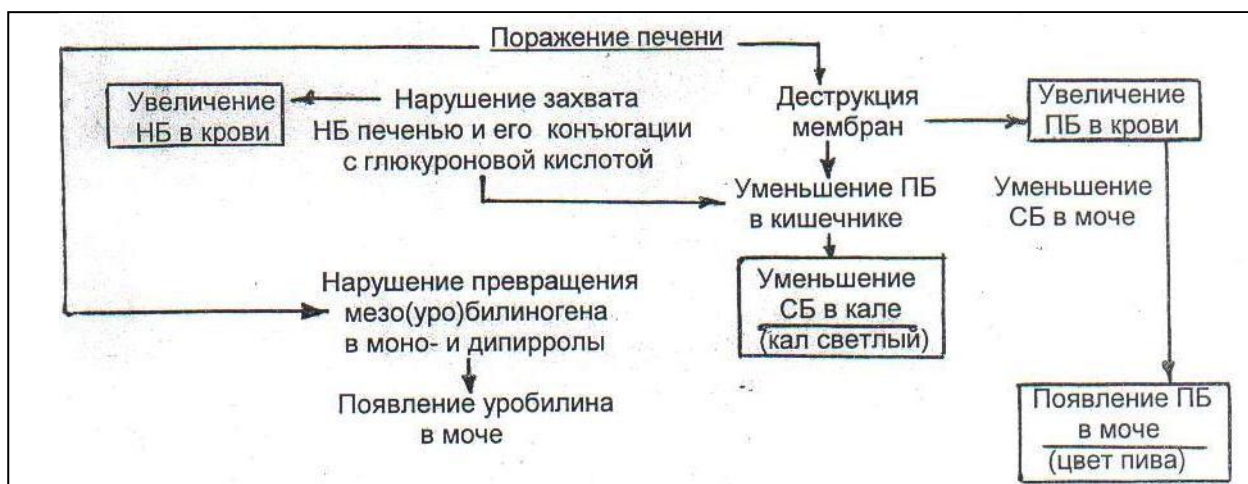 Поражение печени
Увеличение
НБ в крови
Нарушение захвата
НБ печенью и его конъюгации
с глюкуроновой кислотой
Деструкция
мембран
Увеличение
ПБ в крови
Уменьшение ПБ
в кишечнике
Уменьшение
СБ в моче
Нарушение превращения
мезо(уро)билиногена
в моно- и дипирролы
Уменьшение
СБ в кале
(кал светлый)
Появление уробилина
в моче
Появление ПБ
в моче
(цвет пива)